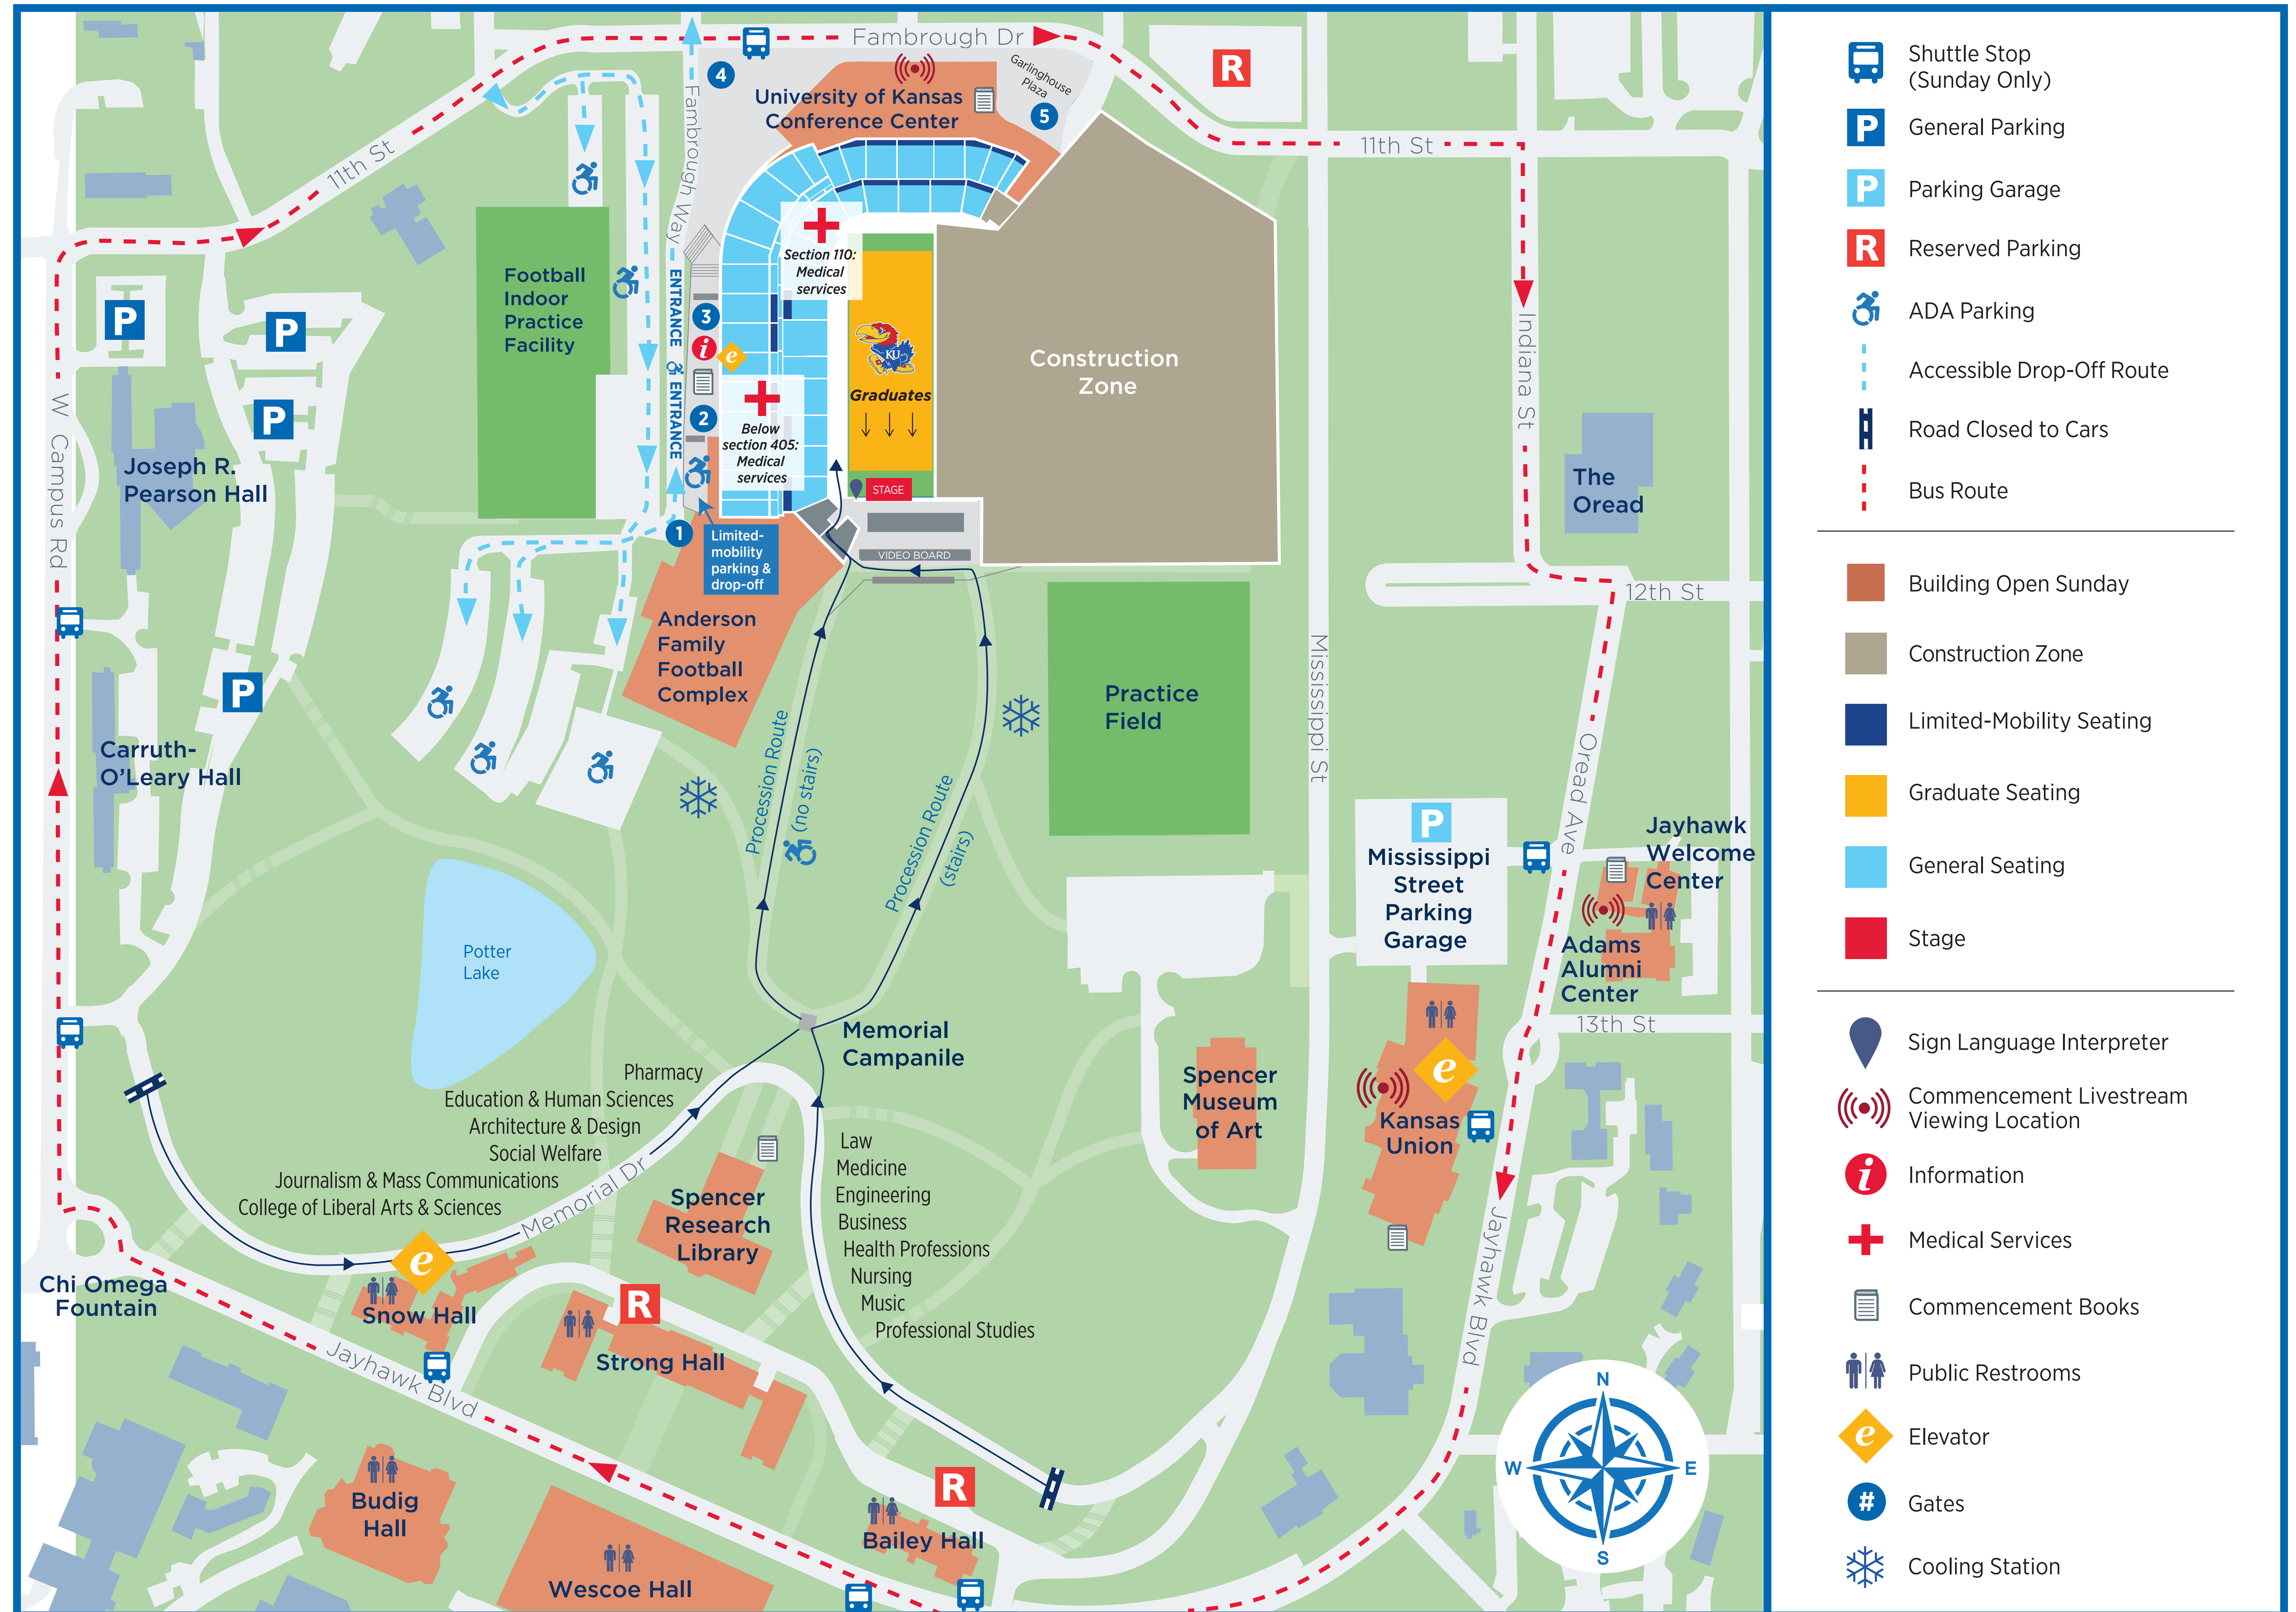 Fambrough Dr
4
R
Garlinghouse
Plaza
University of Kansas
Conference Center
5
11th St
11th St
Fambrough Way
Section 110:
Medical
services
Football
Indoor
Practice
Facility
ENTRANCE
3
i
e
KU
Graduates
Construction
Zone
P
P
P
W Campus Rd
Joseph R.
Pearson Hall
ENTRANCE
2
Below
section 405:
Medical
services
STAGE
VIDEO BOARD
1
Limited-
mobility
parking &
drop-off
Indiana St
The
Oread
12th St
Anderson
Family
Football
Complex
Practice
Field
Mississippi St
P
Carruth-
O'Leary Hall
Procession Route
(no stairs)
Procession Route
(stairs)
Oread Ave
P
Mississippi
Street
Parking
Garage
Jayhawk
Welcome
Center
Adams
Alumni
Center
13th St
Potter
Lake
Memorial
Campanile
Spencer
Museum
of Art
e
Kansas
Union
Pharmacy
Education & Human Sciences
Architecture & Design
Social Welfare
Journalism & Mass Communications
College of Liberal Arts & Sciences
Memorial Dr
Law
Medicine
Engineering
Business
Health Professions
Nursing
Music
Professional Studies
Spencer
Research
Library
Chi Omega
Fountain
e
Snow Hall
R
Strong Hall
Jayhawk Blvd
Jayhawk Blvd
Budig
Hall
Wescoe Hall
R
Bailey Hall
N
W
E
S
Shuttle Stop
(Sunday Only)
P
General Parking
P
Parking Garage
R
Reserved Parking
ADA Parking
Accessible Drop-Off Route
Road Closed to Cars
Bus Route
Building Open Sunday
Construction Zone
Limited-Mobility Seating
Graduate Seating
General Seating
Stage
Sign Language Interpreter
Commencement Livestream
Viewing Location
i
Information
Medical Services
Commencement Books
Public Restrooms
e
Elevator
#
Gates
Cooling Station